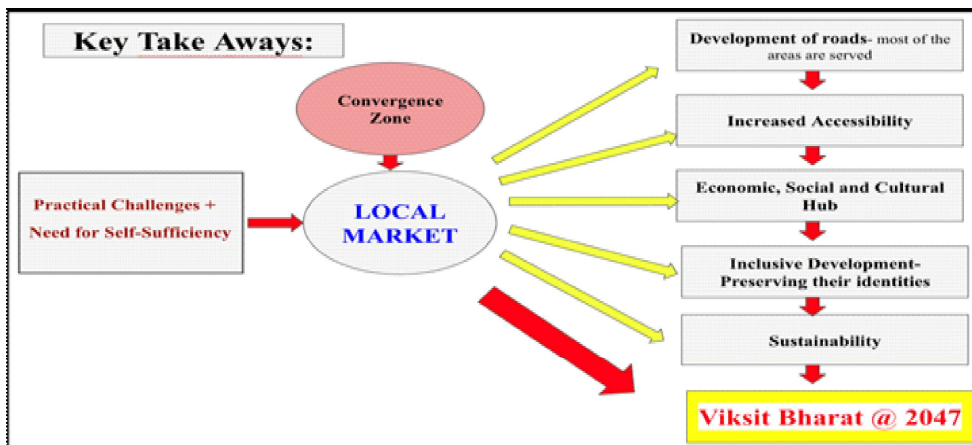 Key Take Aways:
Convergence
Zone
Practical Challenges +
Need for Self-Sufficiency
LOCAL
MARKET
Development of roads- most of the
areas are served
Increased Accessibility
Economic, Social and Cultural
Hub
Inclusive Development-
Preserving their identities
Sustainability
Viksit Bharat @ 2047